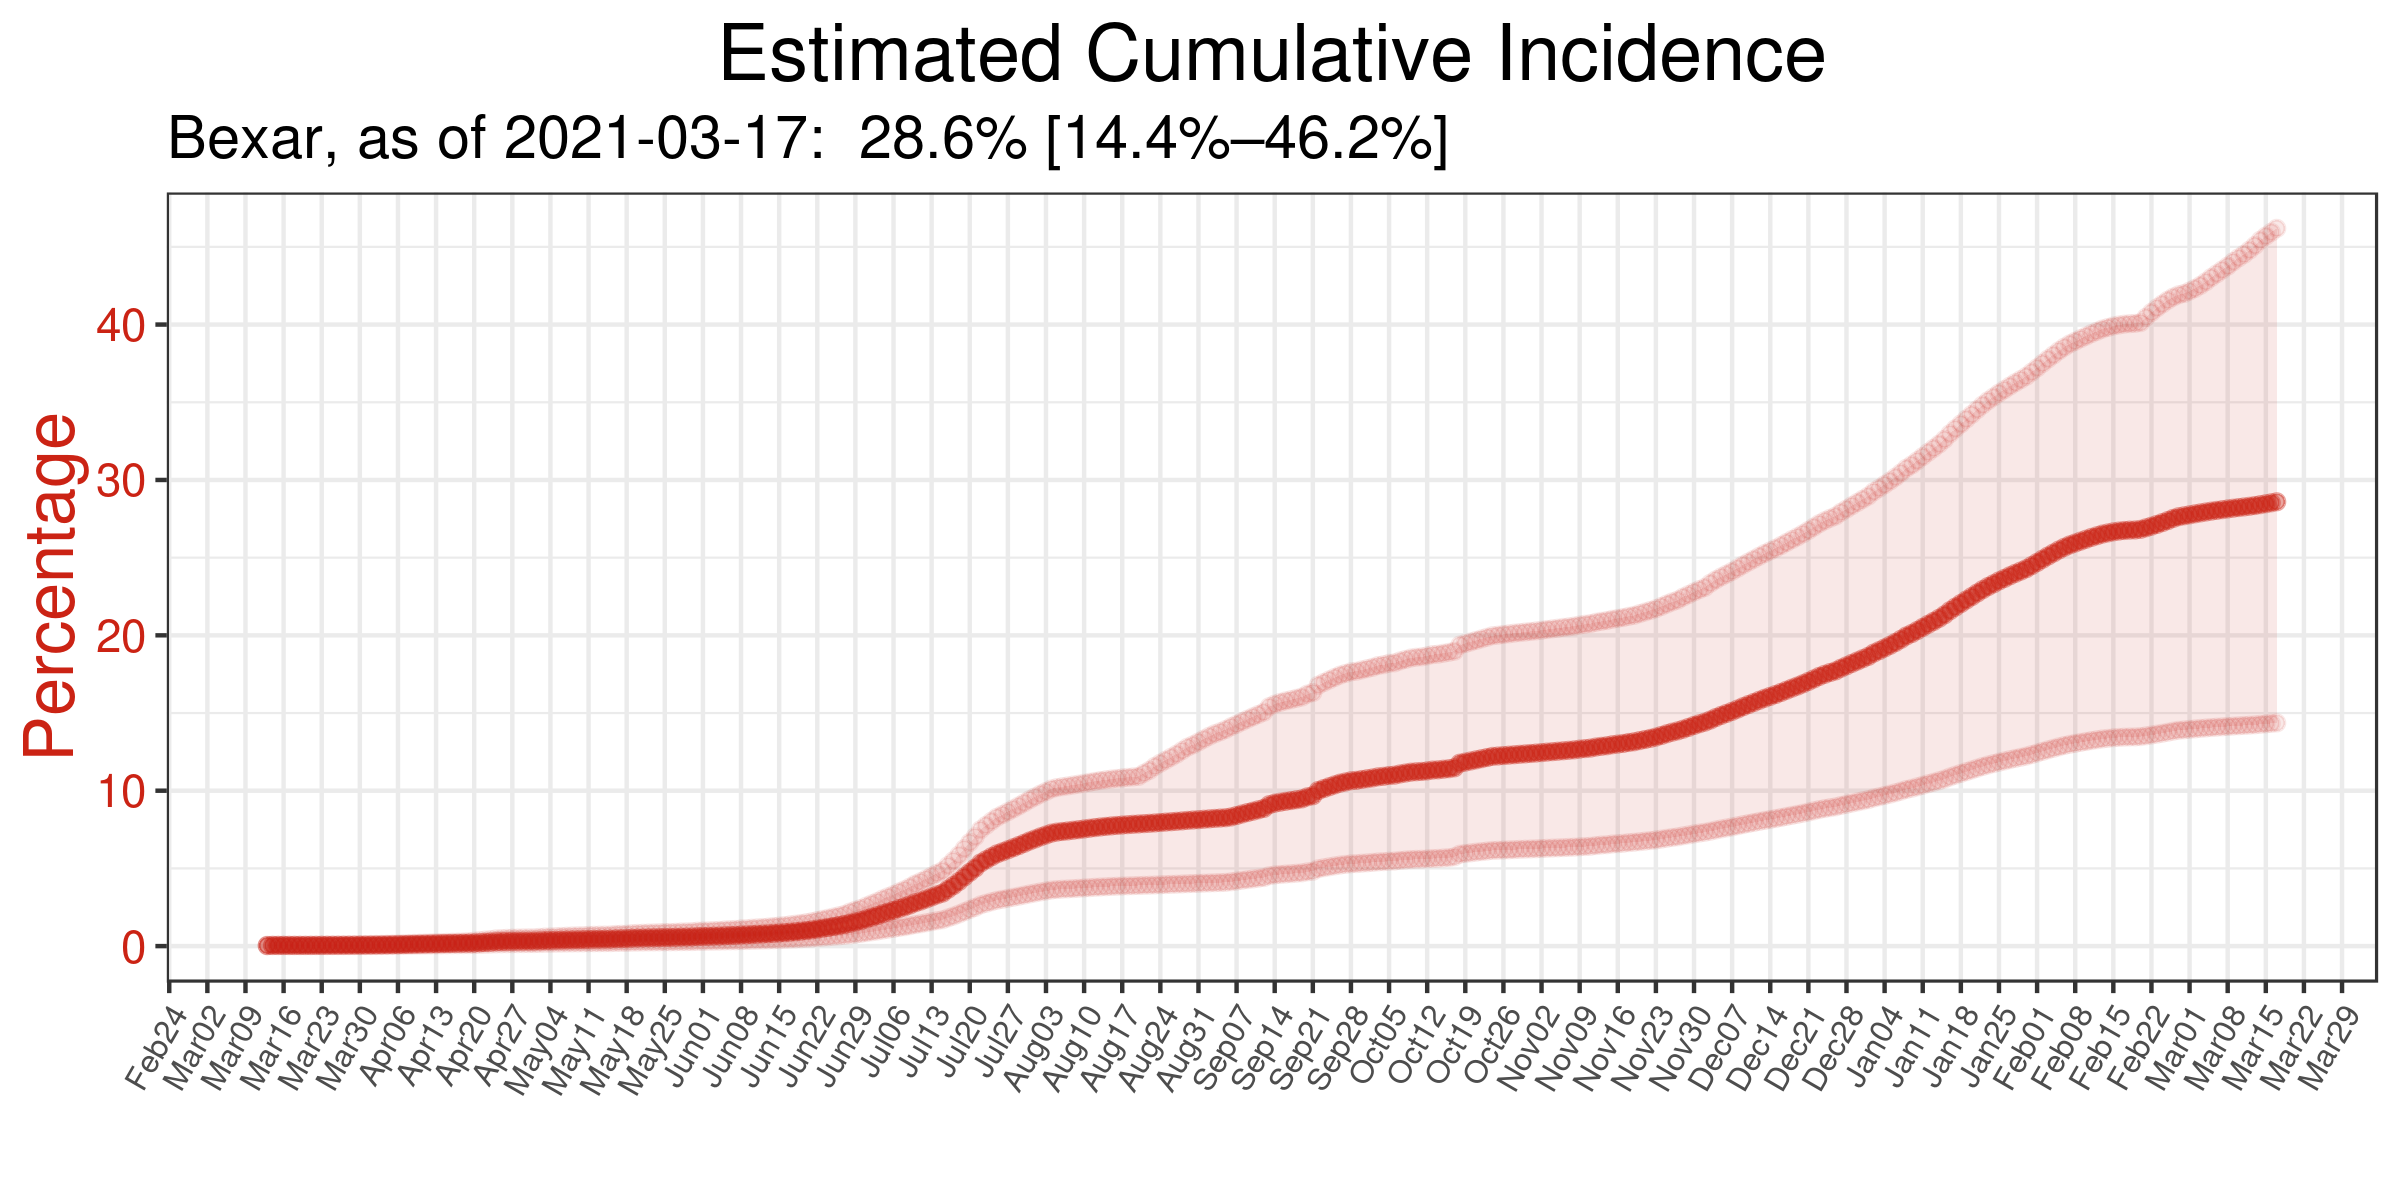 Estimated Cumulative Incidence
Bexar, as of 2021-03-17:  28.6% [14.4%–46.2%]
Percentage
40
30
20
10
0
Feb24
Mar02
Mar09
Mar16
Mar23
Mar30
Apr06
Apr13
Apr20
Apr27
May04
May11
May18
May25
Jun01
Jun08
Jun15
Jun22
Jun29
Jul06
Jul13
Jul20
Jul27
Aug03
Aug10
Aug17
Aug24
Aug31
Sep07
Sep14
Sep21
Sep28
Oct05
Oct12
Oct19
Oct26
Nov02
Nov09
Nov16
Nov23
Nov30
Dec07
Dec14
Dec21
Dec28
Jan04
Jan11
Jan18
Jan25
Feb01
Feb08
Feb15
Feb22
Mar01
Mar08
Mar15
Mar22
Mar29